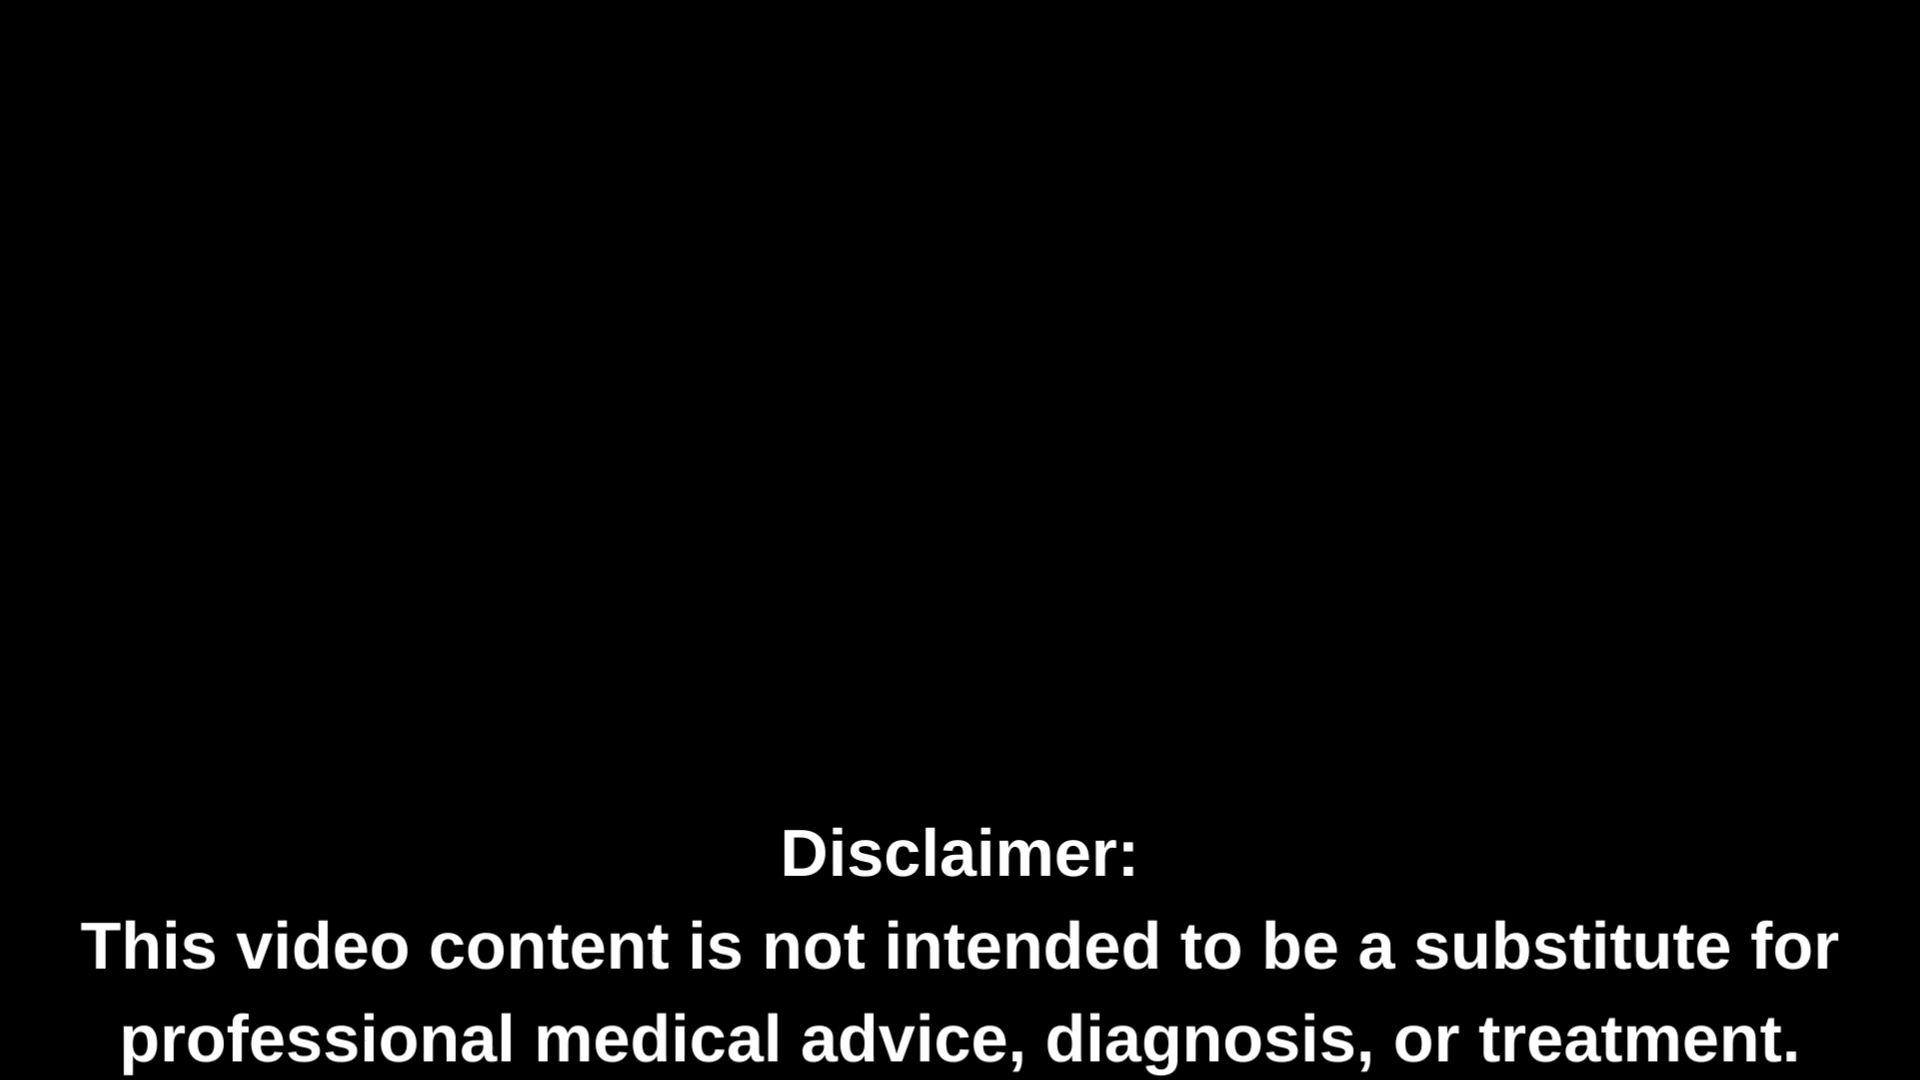 Disclaimer:
This video content is not intended to be a substitute for
professional medical advice, diagnosis, or treatment.